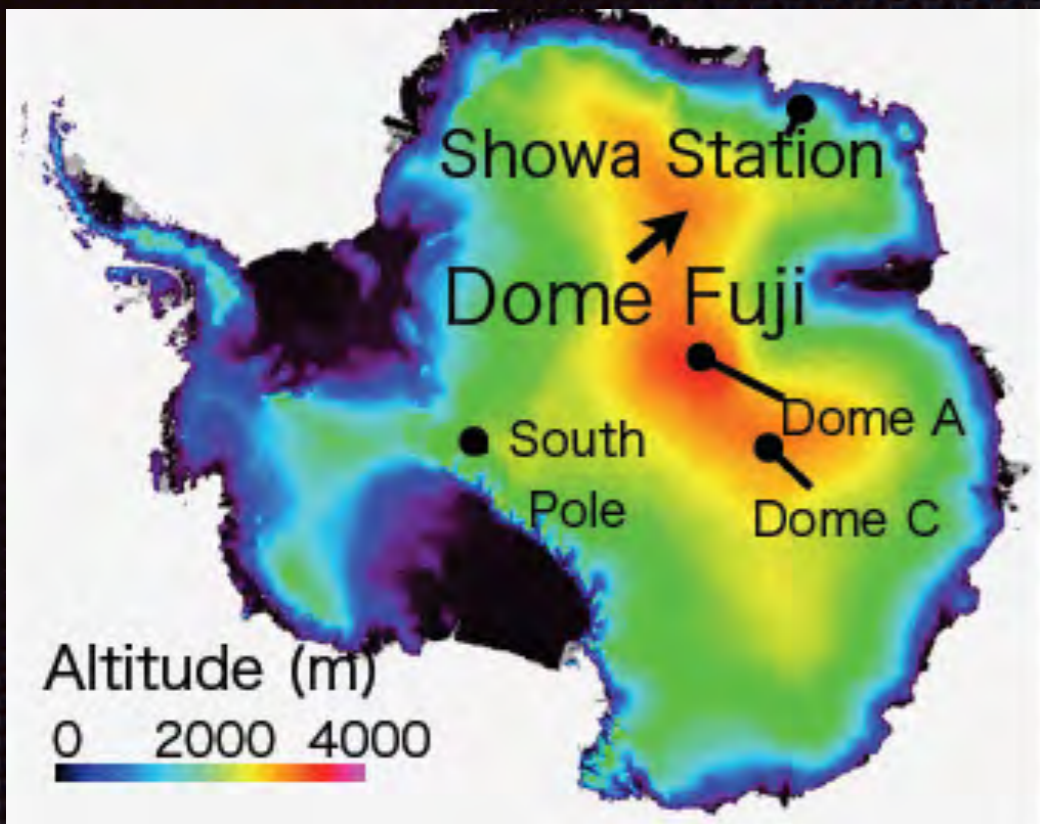 Showa Station
Dome Fuji
Dome A
South
Pole
Dome C
Altitude (m)
0 2000 4000